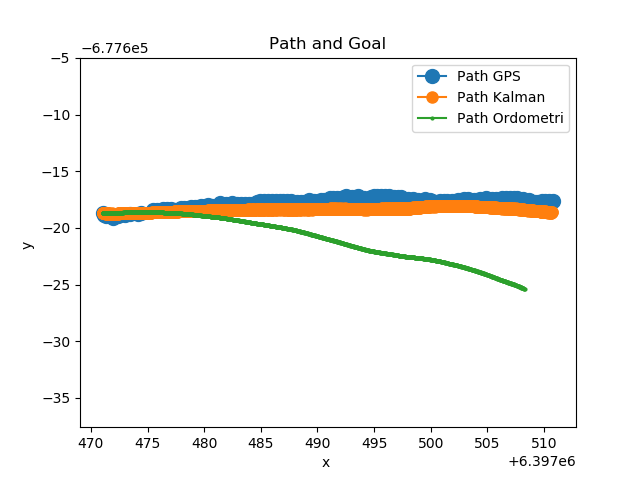 Path and Goal
−6.776e5
Path GPS
Path Kalman
Path Ordometri
−5
−10
−15
−20
−25
−30
−35
y
470 475 480 485 490 495 500 505 510
x
+6.397e6